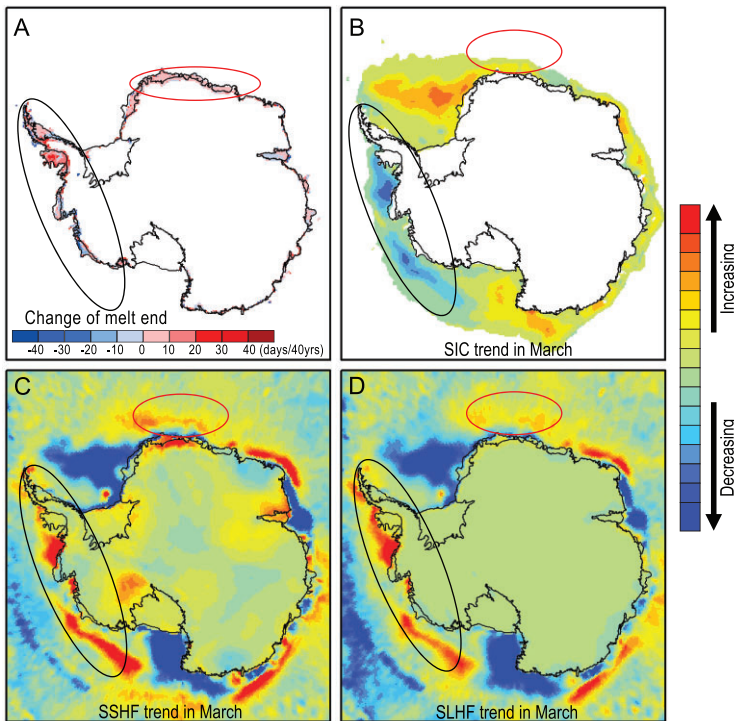 A
B
Change of melt end
-40 -30 -20 -10 0 10 20 30 40 (days/40yrs)
SIC trend in March
Increasing
Decreasing
C
D
SSHF trend in March
SLHF trend in March